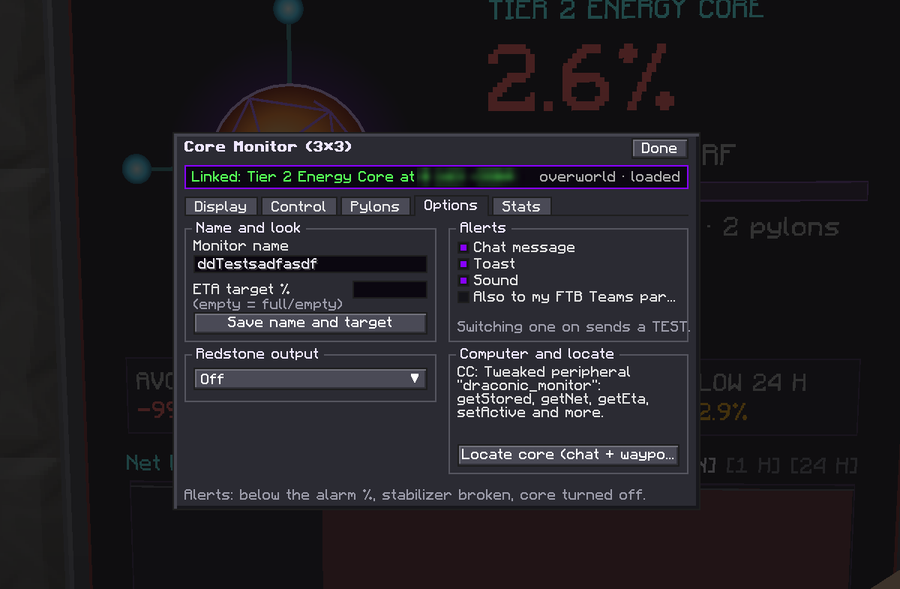 TIER 2 ENERGY CORE
2.6%
RF
· 2 pylons
Core Monitor (3×3)
Done
Linked: Tier 2 Energy Core at
overworld · loaded
Display
Control
Pylons
Options
Stats
Name and look
Monitor name
ddTestsadfasdf
ETA target %
(empty = full/empty)
Save name and target
Redstone output
Off
Alerts
Chat message
Toast
Sound
Also to my FTB Teams par...
Switching one on sends a TEST.
Computer and locate
CC: Tweaked peripheral
"draconic_monitor":
getStored, getNet, getEta,
setActive and more.
Locate core (chat + waypo...
Alerts: below the alarm %, stabilizer broken, core turned off.
LOW 24 H
2.9%
Net
[1 H] [24 H]